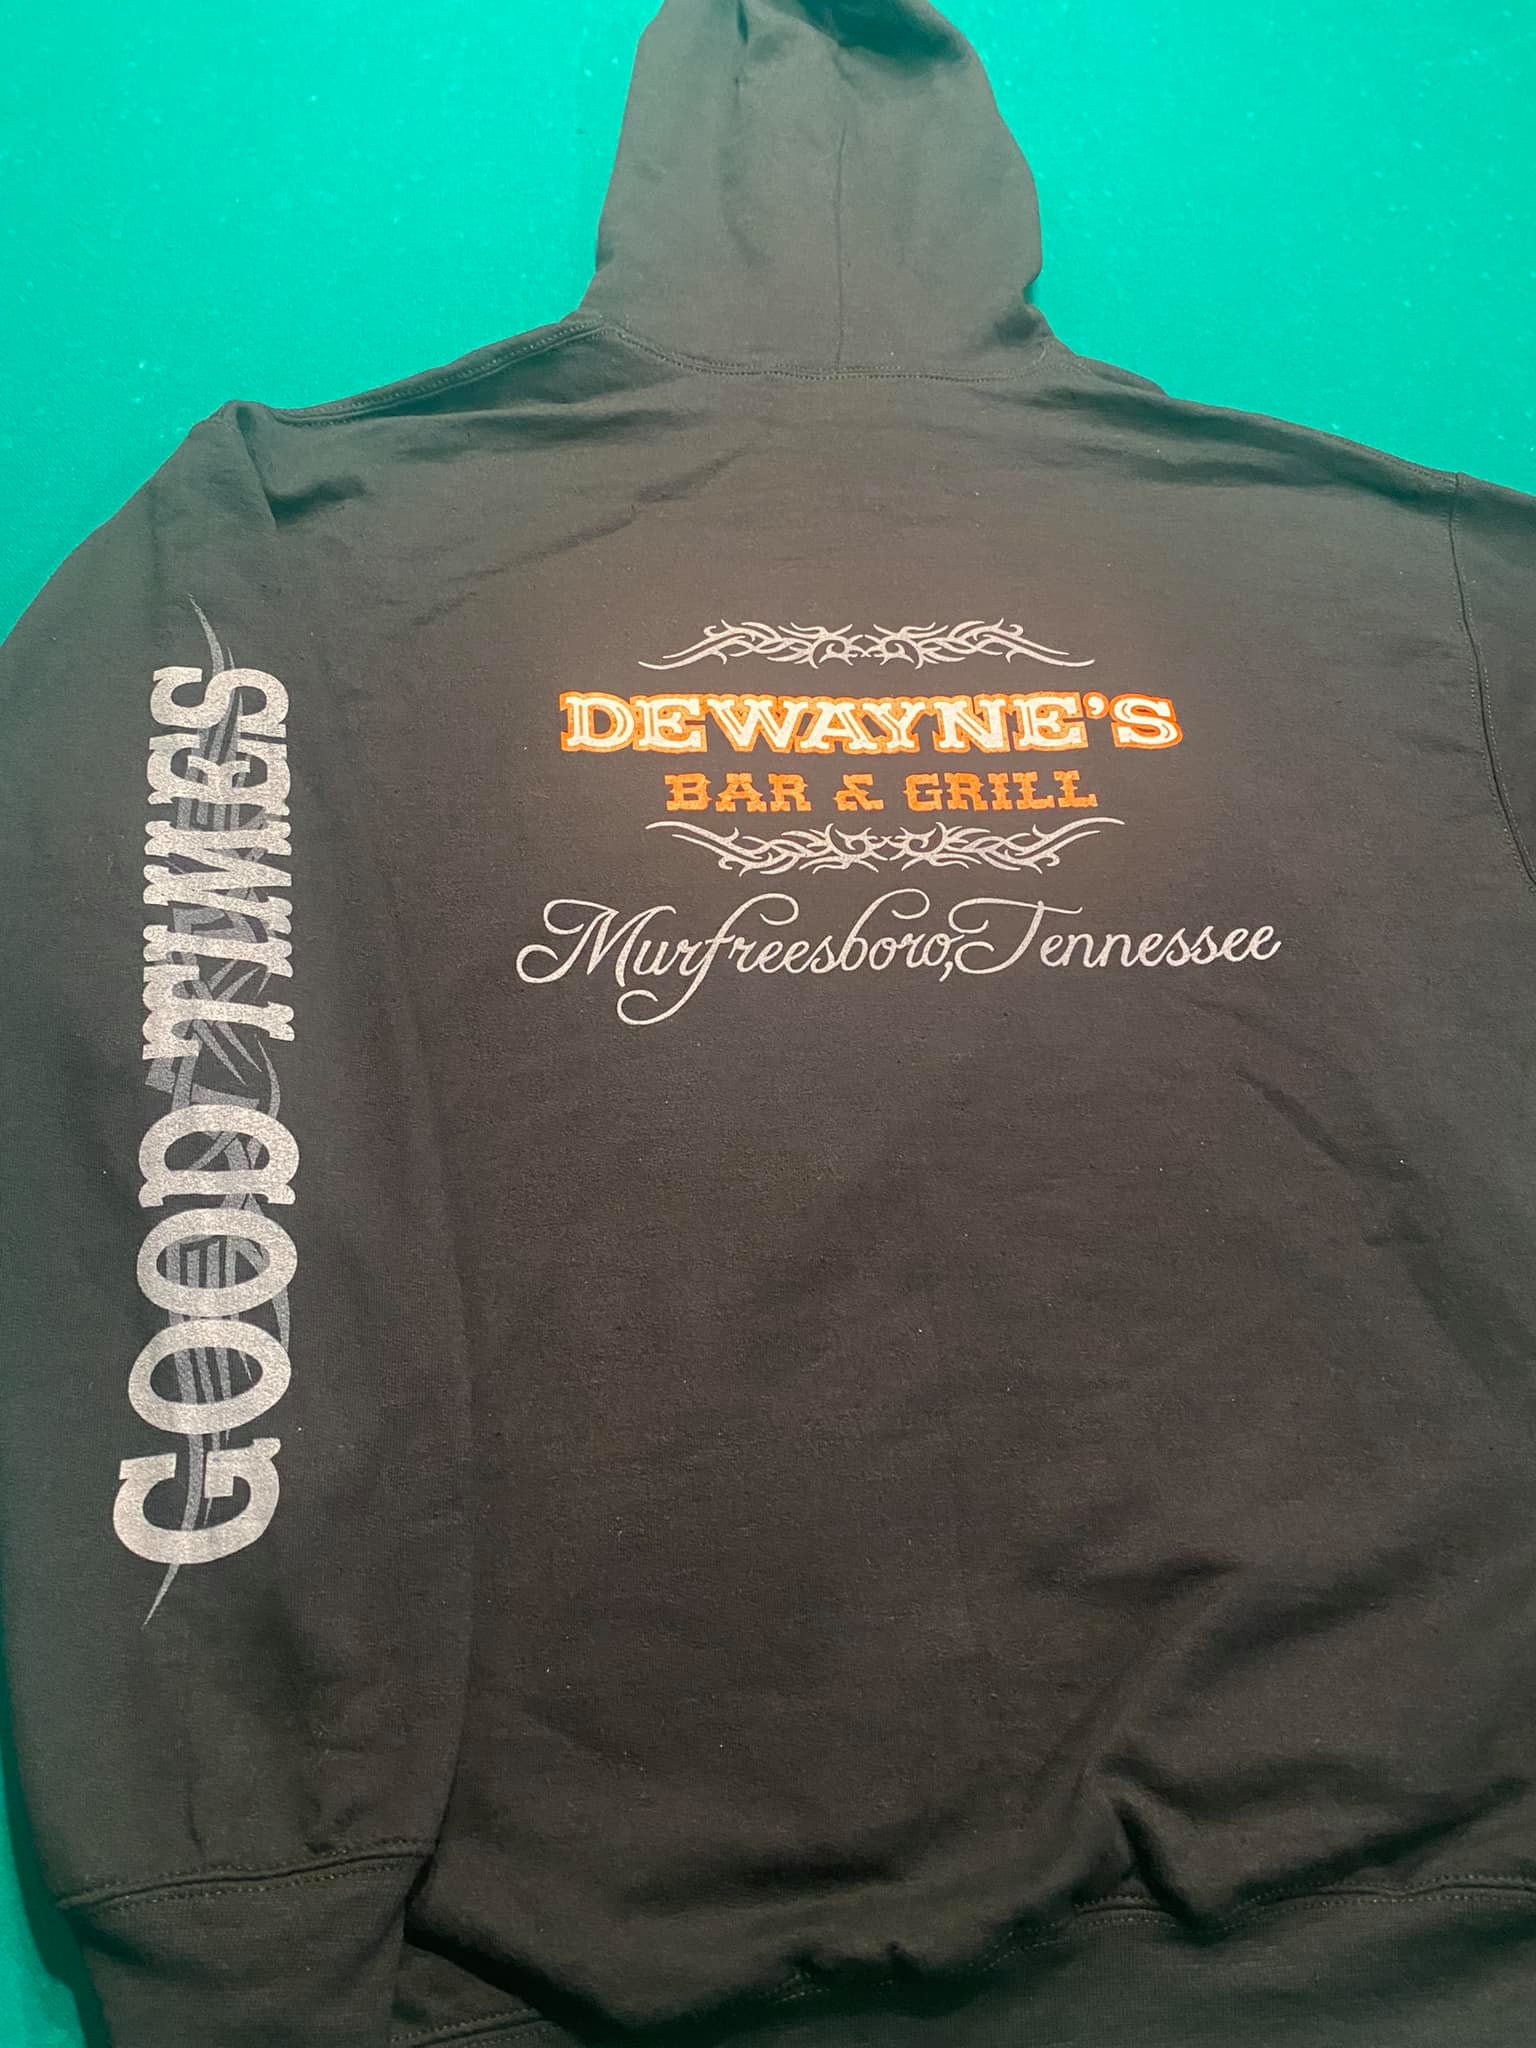 DEWAYNE'S
BAR & GRILL
Murfreesboro, Tennessee
GOOD TIMES